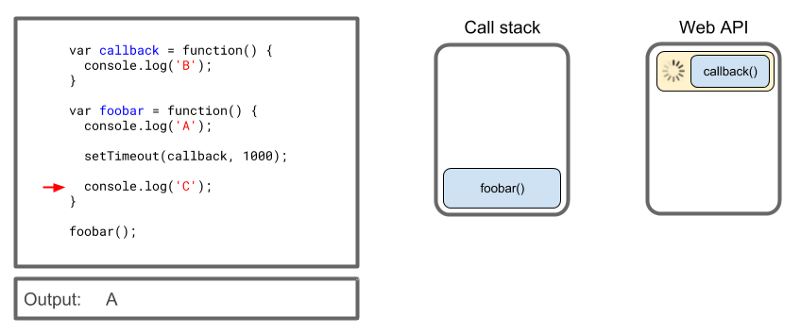 var callback = function() {
console.log('B');
}
var foobar = function() {
console.log('A');
setTimeout(callback, 1000);
console.log('C');
}
foobar();
Output: A
Call stack
foobar()
Web API
callback()